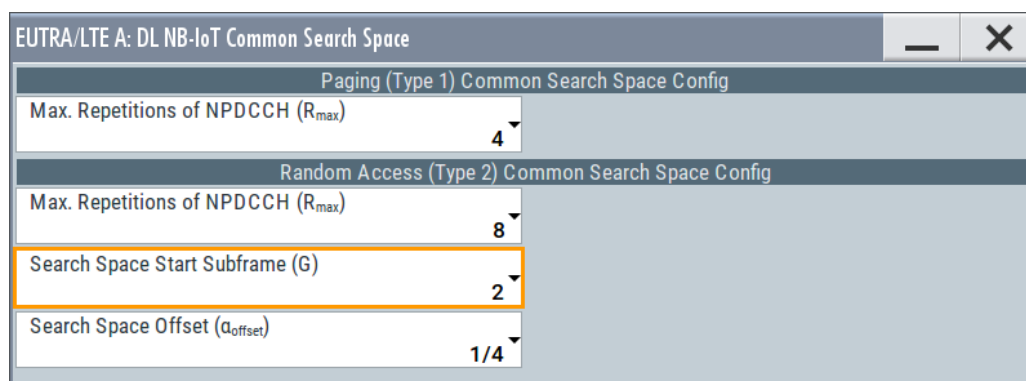 EUTRA/LTE A: DL NB-IoT Common Search Space
Paging (Type 1) Common Search Space Config
Max. Repetitions of NPDCCH (Rmax)
4
Random Access (Type 2) Common Search Space Config
Max. Repetitions of NPDCCH (Rmax)
8
Search Space Start Subframe (G)
2
Search Space Offset (αoffset)
1/4